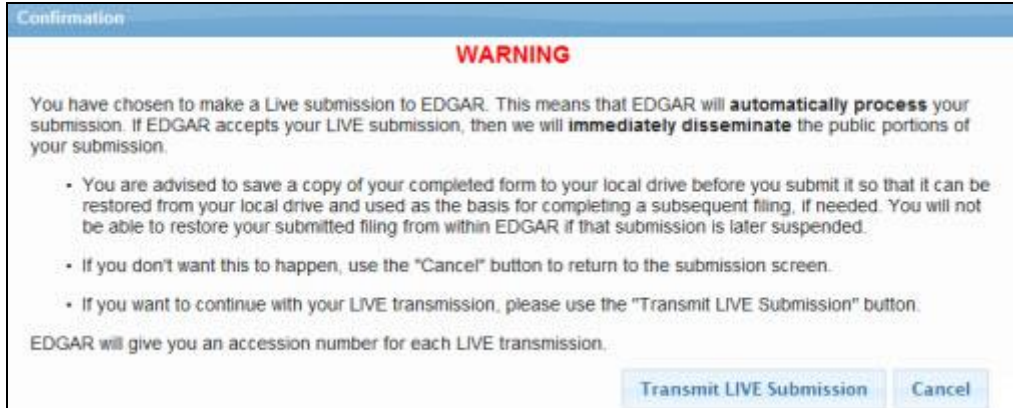 Confirmation
WARNING
You have chosen to make a Live submission to EDGAR. This means that EDGAR will automatically process your
submission. If EDGAR accepts your LIVE submission, then we will immediately disseminate the public portions of
your submission.
• You are advised to save a copy of your completed form to your local drive before you submit it so that it can be
restored from your local drive and used as the basis for completing a subsequent filing, if needed. You will not
be able to restore your submitted filing from within EDGAR if that submission is later suspended.
• If you don't want this to happen, use the "Cancel" button to return to the submission screen.
• If you want to continue with your LIVE transmission, please use the "Transmit LIVE Submission" button.
EDGAR will give you an accession number for each LIVE transmission.
Transmit LIVE Submission Cancel